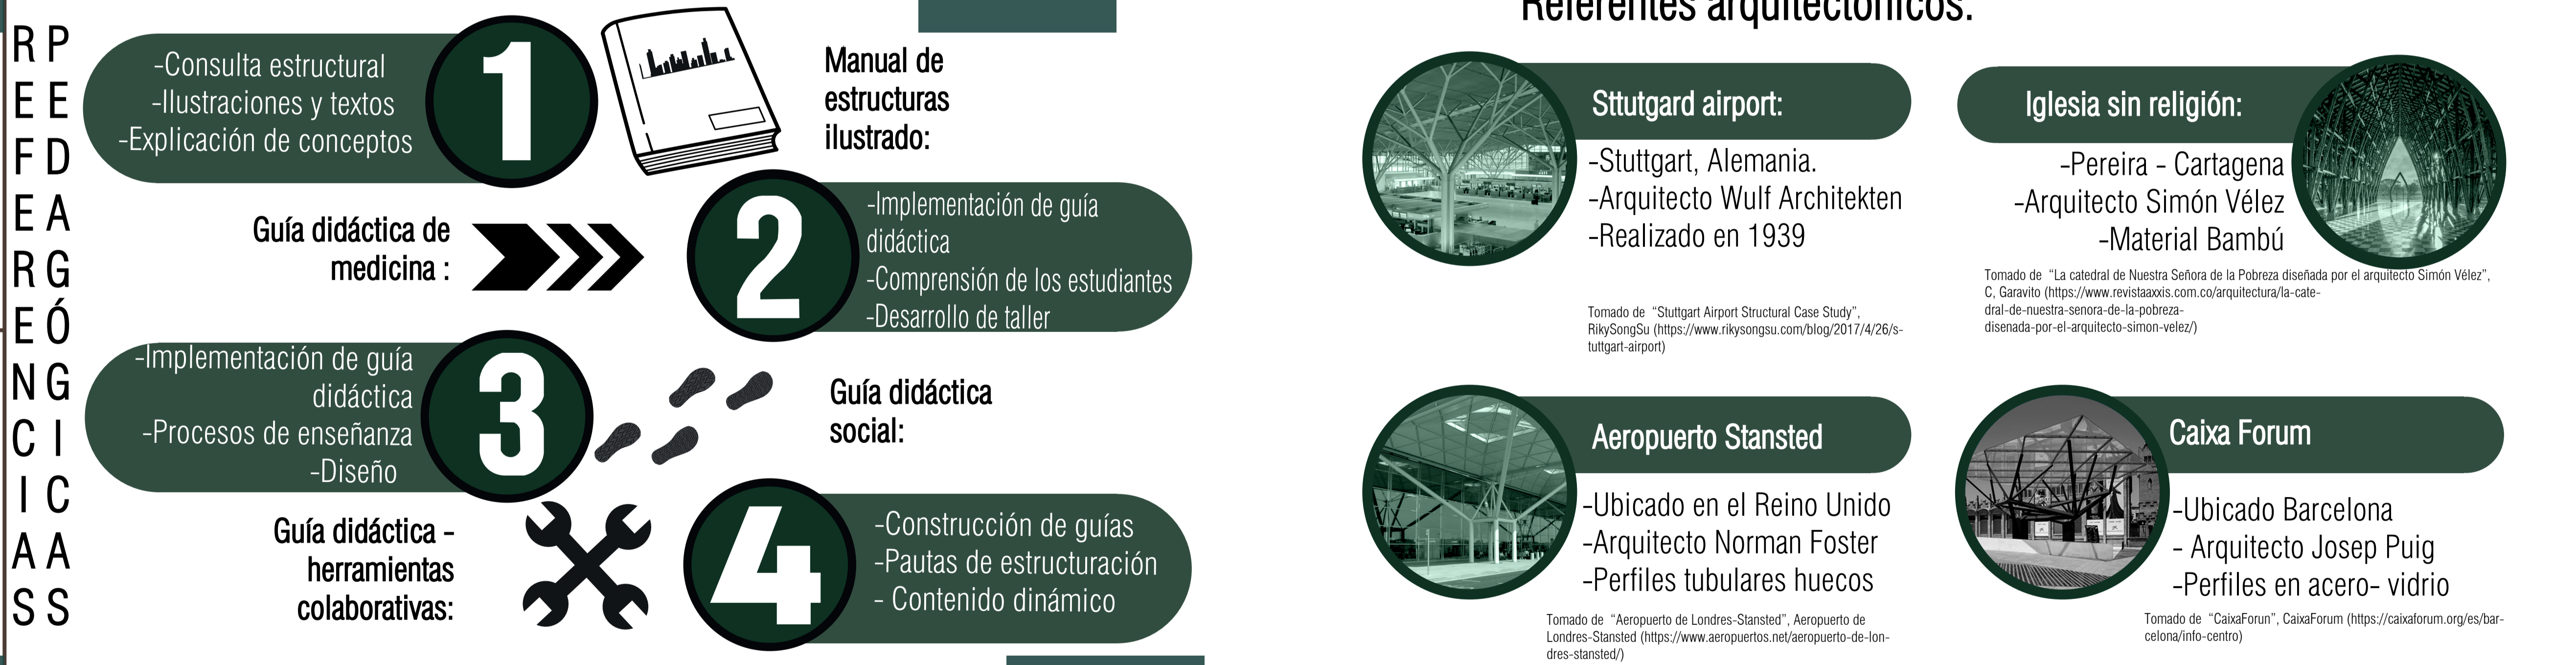 REFERENCIAS
PEDAGÓGICAS
-Consulta estructural
-Ilustraciones y textos
-Explicación de conceptos
1
Manual de
estructuras
ilustrado:
Guía didáctica de
medicina :
2
-Implementación de guía
didáctica
-Comprensión de los estudiantes
-Desarrollo de taller
-Implementación de guía
didáctica
-Procesos de enseñanza
-Diseño
3
Guía didáctica
social:
Guía didáctica -
herramientas
colaborativas:
4
-Construcción de guías
-Pautas de estructuración
- Contenido dinámico
Referentes arquitectónicos:
Sttutgard airport:
-Stuttgart, Alemania.
-Arquitecto Wulf Architekten
-Realizado en 1939
Tomado de “Stuttgart Airport Structural Case Study”,
RikySongSu (https://www.rikysongsu.com/blog/2017/4/26/s-
tuttgart-airport)
Iglesia sin religión:
-Pereira - Cartagena
-Arquitecto Simón Vélez
-Material Bambú
Tomado de “La catedral de Nuestra Señora de la Pobreza diseñada por el arquitecto Simón Vélez”,
C, Garavito (https://www.revistaaxxis.com.co/arquitectura/la-cate-
dral-de-nuestra-senora-de-la-pobreza-
disenada-por-el-arquitecto-simon-velez/)
Aeropuerto Stansted
-Ubicado en el Reino Unido
-Arquitecto Norman Foster
-Perfiles tubulares huecos
Tomado de “Aeropuerto de Londres-Stansted”, Aeropuerto de
Londres-Stansted (https://www.aeropuertos.net/aeropuerto-de-lon-
dres-stansted/)
Caixa Forum
-Ubicado Barcelona
- Arquitecto Josep Puig
-Perfiles en acero- vidrio
Tomado de “CaixaForun”, CaixaForum (https://caixaforum.org/es/bar-
celona/info-centro)